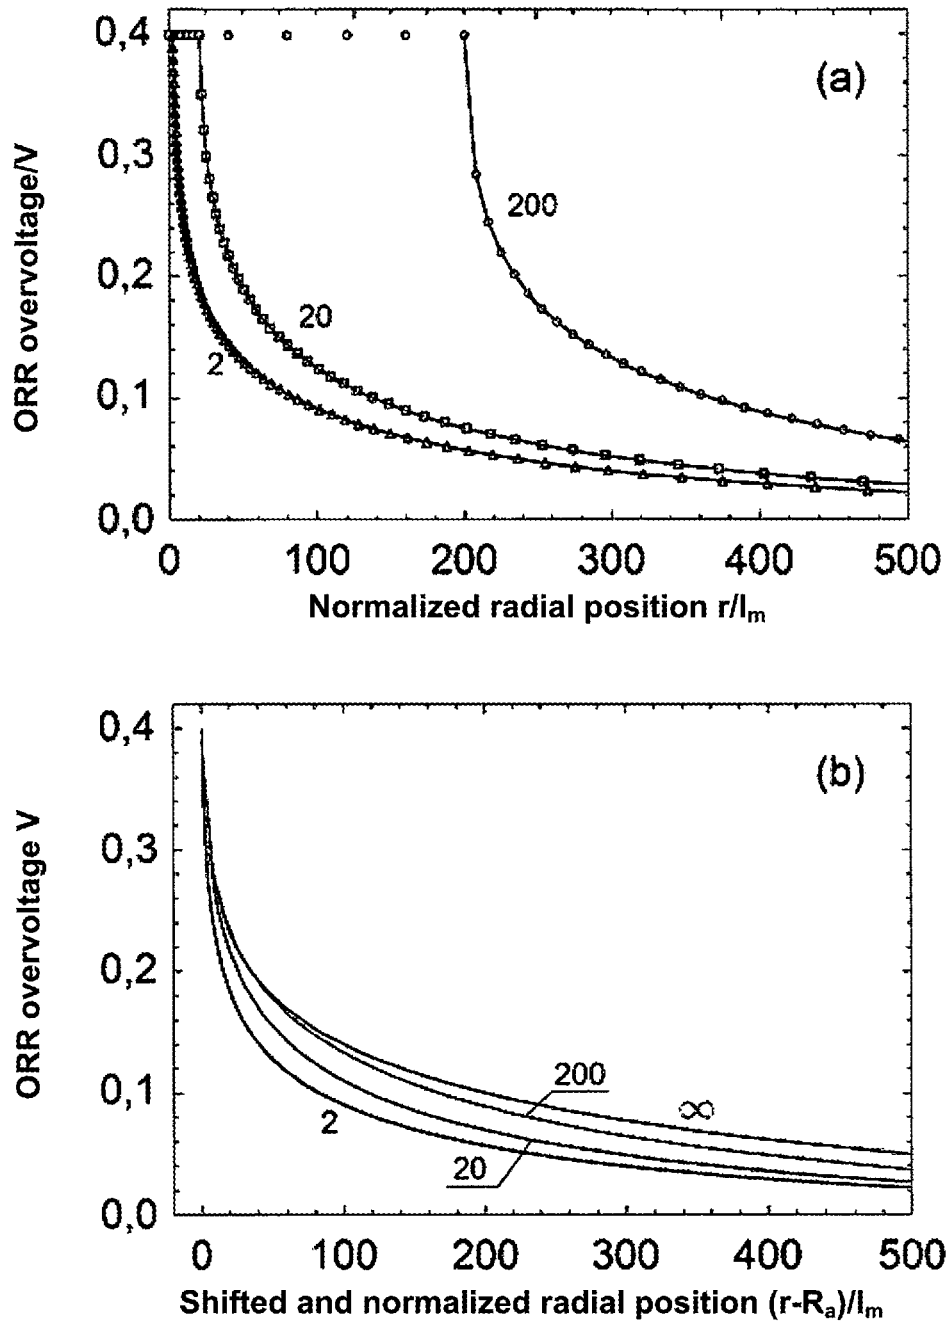 0,4
0,3
0,2
0,1
0,0
ORR overvoltage/V
(a)
200
20
2
0 100 200 300 400 500
Normalized radial position r/lₘ
0,4
0,3
0,2
0,1
0,0
ORR overvoltage V
(b)
200
∞
2
20
0 100 200 300 400 500
Shifted and normalized radial position (r-Rₐ)/lₘ